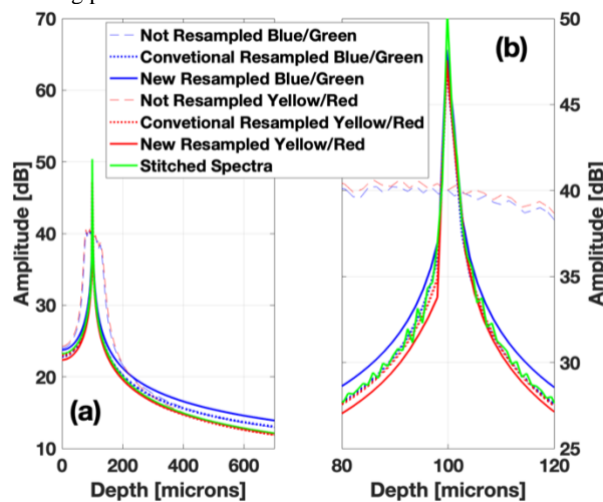 70
60
50
40
30
20
10
Amplitude [dB]
0
200
400
600
Depth [microns]
(a)
Not Resampled Blue/Green
Convetional Resampled Blue/Green
New Resampled Blue/Green
Not Resampled Yellow/Red
Convetional Resampled Yellow/Red
New Resampled Yellow/Red
Stitched Spectra
(b)
50
45
40
35
30
25
Amplitude [dB]
Amplitude [dB]
80
100
120
Depth [microns]